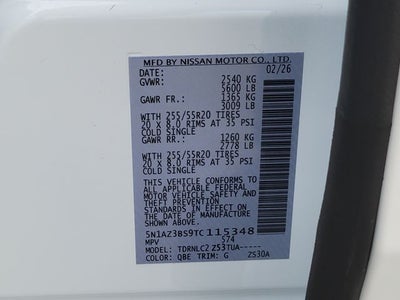 MFD BY NISSAN MOTOR CO., LTD.
DATE: 02/26
GVWR: 2540 KG
5600 LB
GAWR FR.: 1365 KG
3009 LB
WITH 255/55R20 TIRES
20 X 8.0 RIMS AT 35 PSI
COLD SINGLE
GAWR RR.: 1260 KG
2778 LB
WITH 255/55R20 TIRES
20 X 8.0 RIMS AT 35 PSI
COLD SINGLE
THIS VEHICLE CONFORMS TO
ALL APPLICABLE FEDERAL
MOTOR VEHICLE SAFETY AND
THEFT PREVENTION STANDARDS
IN EFFECT ON THE DATE OF
MANUFACTURE SHOWN ABOVE.
5N1AZ3BS9TC115348
MPV 574
MODEL: TDRNLC2 Z53TUA-----
COLOR: QBE TRIM: G ZS30A